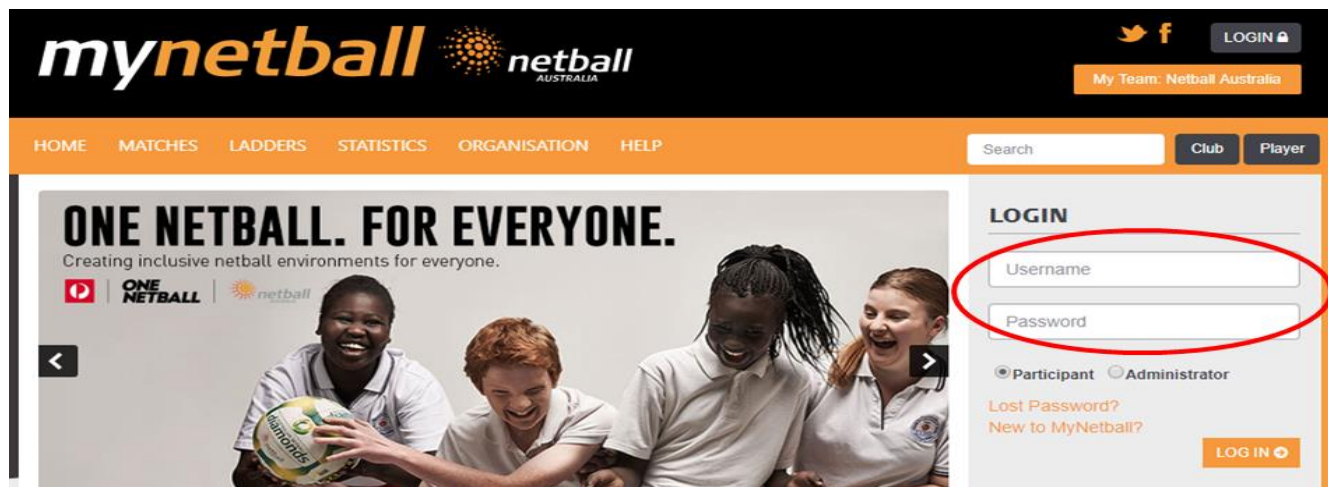 mynetball netball
AUSTRALIA
LOGIN
My Team: Netball Australia
HOME MATCHES LADDERS STATISTICS ORGANISATION HELP
Search Club Player
ONE NETBALL. FOR EVERYONE.
Creating inclusive netball environments for everyone.
ONE
NETBALL
netball
diamonds
LOGIN
Username
Password
Participant Administrator
Lost Password?
New to MyNetball?
LOG IN